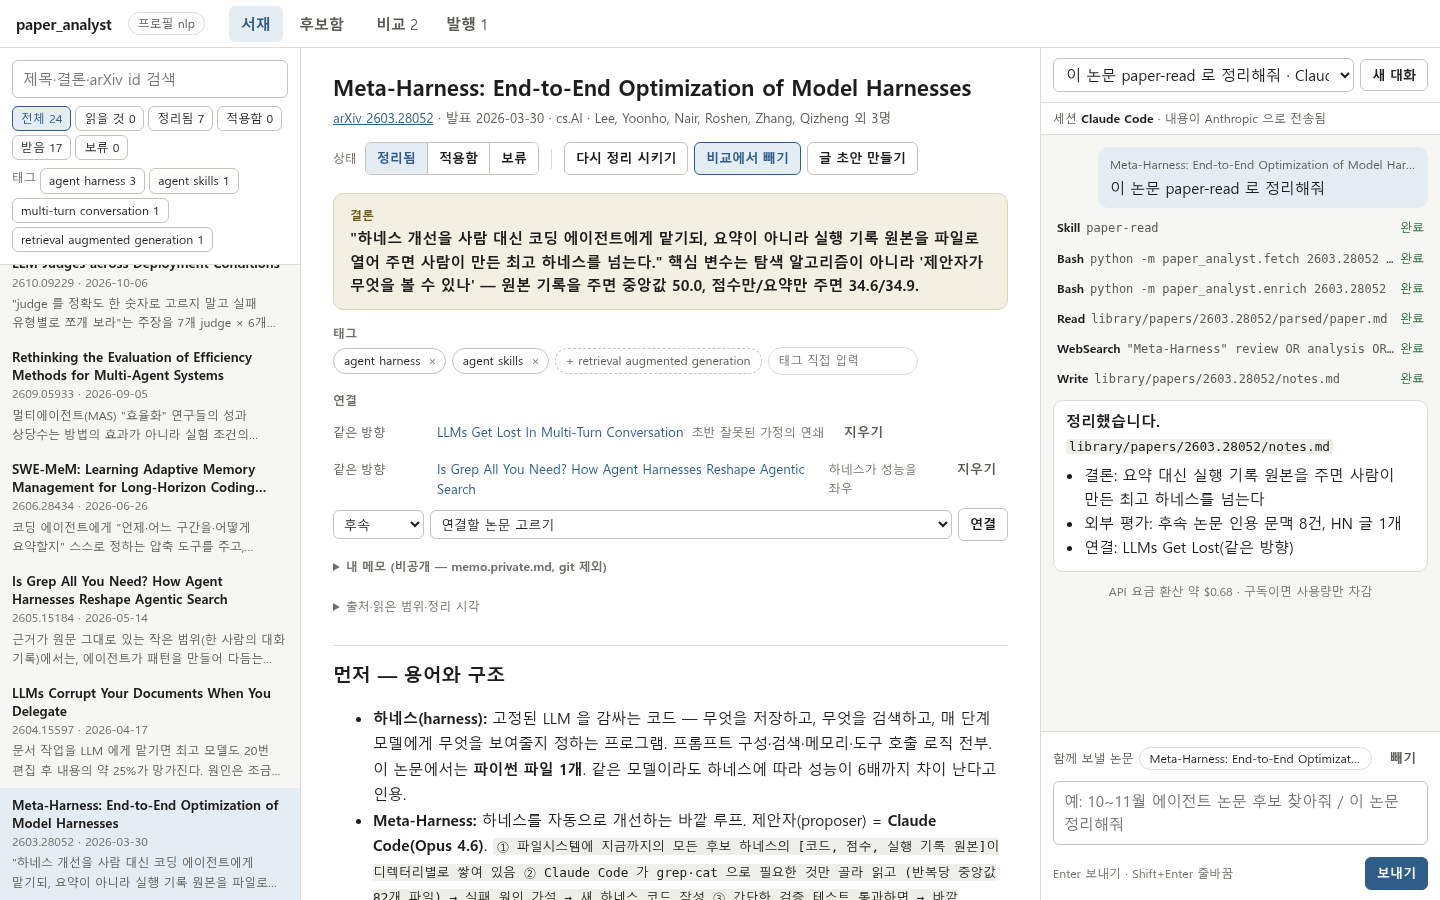 paper_analyst 프로필 nlp 서재 후보함 비교 2 발행 1
제목·결론·arXiv id 검색
전체 24 읽을 것 0 정리됨 7 적용함 0
받음 17 보류 0
태그 agent harness 3 agent skills 1
multi-turn conversation 1
retrieval augmented generation 1
LLM Judges across Deployment Conditions
2610.09229 · 2026-10-06
"judge 를 정확도 한 숫자로 고르지 말고 실패
유형별로 쪼개 보라"는 주장을 7개 judge × 6개...
Rethinking the Evaluation of Efficiency
Methods for Multi-Agent Systems
2609.05933 · 2026-09-05
멀티에이전트(MAS) "효율화" 연구들의 성과
상당수는 방법의 효과가 아니라 실험 조건의...
SWE-MeM: Learning Adaptive Memory
Management for Long-Horizon Coding...
2606.28434 · 2026-06-26
코딩 에이전트에게 "언제·어느 구간을·어떻게
요약할지" 스스로 정하는 압축 도구를 주고,...
Is Grep All You Need? How Agent
Harnesses Reshape Agentic Search
2605.15184 · 2026-05-14
근거가 원문 그대로 있는 작은 범위(한 사람의 대화
기록)에서는, 에이전트가 패턴을 만들어 다듬는...
LLMs Corrupt Your Documents When You
Delegate
2604.15597 · 2026-04-17
문서 작업을 LLM 에게 맡기면 최고 모델도 20번
편집 후 내용의 약 25%가 망가진다. 원인은 조금...
Meta-Harness: End-to-End Optimization of
Model Harnesses
2603.28052 · 2026-03-30
"하네스 개선을 사람 대신 코딩 에이전트에게
맡기되, 요약이 아니라 실행 기록 원본을 파일로...
Meta-Harness: End-to-End Optimization of Model Harnesses
arXiv 2603.28052 · 발표 2026-03-30 · cs.AI · Lee, Yoonho, Nair, Roshen, Zhang, Qizheng 외 3명
상태 정리됨 적용함 보류 다시 정리 시키기 비교에서 빼기 글 초안 만들기
결론
"하네스 개선을 사람 대신 코딩 에이전트에게 맡기되, 요약이 아니라 실행 기록 원본을 파일로
열어 주면 사람이 만든 최고 하네스를 넘는다." 핵심 변수는 탐색 알고리즘이 아니라 '제안자가
무엇을 볼 수 있나' — 원본 기록을 주면 중앙값 50.0, 점수만/요약만 주면 34.6/34.9.
태그
agent harness × agent skills × + retrieval augmented generation 태그 직접 입력
연결
같은 방향 LLMs Get Lost In Multi-Turn Conversation 초반 잘못된 가정의 연쇄 지우기
같은 방향 Is Grep All You Need? How Agent Harnesses Reshape Agentic Search 하네스가 성능을 좌우 지우기
후속 연결할 논문 고르기 연결
▶ 내 메모 (비공개 — memo.private.md, git 제외)
▶ 출처·읽은 범위·정리 시각
먼저 — 용어와 구조
• 하네스(harness): 고정된 LLM 을 감싸는 코드 — 무엇을 저장하고, 무엇을 검색하고, 매 단계
모델에게 무엇을 보여줄지 정하는 프로그램. 프롬프트 구성·검색·메모리·도구 호출 로직 전부.
이 논문에서는 파이썬 파일 1개. 같은 모델이라도 하네스에 따라 성능이 6배까지 차이 난다고
인용.
• Meta-Harness: 하네스를 자동으로 개선하는 바깥 루프. 제안자(proposer) = Claude
Code(Opus 4.6). ① 파일시스템에 지금까지의 모든 후보 하네스의 [코드, 점수, 실행 기록 원본]이
디렉터리별로 쌓여 있음 ② Claude Code 가 grep·cat 으로 필요한 것만 골라 읽고 (반복당 중앙값
82개 파일) → 실패 원인 가설 → 새 하네스 코드 작성 ③ 간단한 검증 테스트 통과하면 → 바깥
이 논문 paper-read 로 정리해줘 · Clauc 새 대화
세션 Claude Code · 내용이 Anthropic 으로 전송됨
Meta-Harness: End-to-End Optimization of Model Har...
이 논문 paper-read 로 정리해줘
Skill paper-read 완료
Bash python -m paper_analyst.fetch 2603.28052 … 완료
Bash python -m paper_analyst.enrich 2603.28052 완료
Read library/papers/2603.28052/parsed/paper.md 완료
WebSearch "Meta-Harness" review OR analysis OR… 완료
Write library/papers/2603.28052/notes.md 완료
정리했습니다.
library/papers/2603.28052/notes.md
• 결론: 요약 대신 실행 기록 원본을 주면 사람이
만든 최고 하네스를 넘는다
• 외부 평가: 후속 논문 인용 문맥 8건, HN 글 1개
• 연결: LLMs Get Lost(같은 방향)
API 요금 환산 약 $0.68 · 구독이면 사용량만 차감
함께 보낼 논문 Meta-Harness: End-to-End Optimizat... 빼기
예: 10~11월 에이전트 논문 후보 찾아줘 / 이 논문
정리해줘
Enter 보내기 · Shift+Enter 줄바꿈 보내기